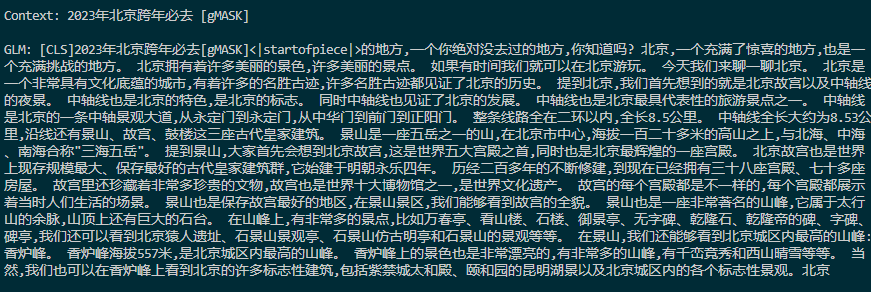 Context: 2023年北京跨年必去 [gMASK]
GLM: [CLS]2023年北京跨年必去[gMASK]<|startofpiece|>的地方,一个你绝对没去过的地方,你知道吗? 北京,一个充满了惊喜的地方,也是一
个充满挑战的地方。 北京拥有着许多美丽的景色,许多美丽的景点。 如果有时间我们就可以在北京游玩。 今天我们来聊一聊北京。 北京是
一个非常具有文化底蕴的城市,有着许多的名胜古迹,许多名胜古迹都见证了北京的历史。 提到北京,我们首先想到的就是北京故宫以及中轴线
的夜景。 中轴线也是北京的特色,是北京的标志。 同时中轴线也见证了北京的发展。 中轴线也是北京最具代表性的旅游景点之一。 中轴线
是北京的一条中轴景观大道,从永定门到永定门,从中华门到前门到正阳门。 整条线路全在二环以内,全长8.5公里。 中轴线全长大约为8.53公
里,沿线还有景山、故宫、鼓楼这三座古代皇家建筑。 景山是一座五岳之一的山,在北京市中心,海拔一百二十多米的高山之上,与北海、中海
、南海合称"三海五岳"。 提到景山,大家首先会想到北京故宫,这是世界五大宫殿之首,同时也是北京最辉煌的一座宫殿。 北京故宫也是世界
上现存规模最大、保存最好的古代皇家建筑群,它始建于明朝永乐四年。 历经二百多年的不断修建,到现在已经拥有三十八座宫殿、七十多座
房屋。 故宫里还珍藏着非常多珍贵的文物,故宫也是世界十大博物馆之一,是世界文化遗产。 故宫的每个宫殿都是不一样的,每个宫殿都展示
着当时人们生活的场景。 景山也是保存故宫最好的地区,在景山景区,我们能够看到故宫的全貌。 景山也是一座非常著名的山峰,它属于太行
山的余脉,山顶上还有巨大的石台。 在山峰上,有非常多的景点,比如万春亭、看山楼、石楼、御景亭、无字碑、乾隆石、乾隆帝的碑、字碑、
碑亭,我们还可以看到北京猿人遗址、石景山景观亭、石景山仿古明亭和石景山的景观等等。 在景山,我们还能够看到北京城区内最高的山峰:
香炉峰。 香炉峰海拔557米,是北京城区内最高的山峰。 香炉峰上的景色也是非常漂亮的,有非常多的山峰,有千峦竞秀和西山晴雪等等。 当
然,我们也可以在香炉峰上看到北京的许多标志性建筑,包括紫禁城太和殿、颐和园的昆明湖景以及北京城区内的各个标志性景观。北京